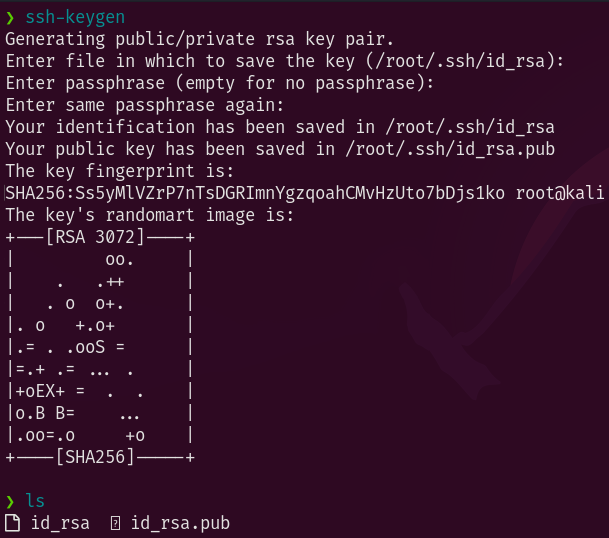 ❯ ssh-keygen
Generating public/private rsa key pair.
Enter file in which to save the key (/root/.ssh/id_rsa):
Enter passphrase (empty for no passphrase):
Enter same passphrase again:
Your identification has been saved in /root/.ssh/id_rsa
Your public key has been saved in /root/.ssh/id_rsa.pub
The key fingerprint is:
SHA256:Ss5yMlVZrP7nTsDGRImnYgzqoahCMvHzUto7bDjs1ko root@kali
The key's randomart image is:
+---[RSA 3072]----+
|         oo.     |
|    .   .++      |
|   . o  o+.      |
|. o   +.o+       |
|.= . .ooS =      |
|=.+ .= ... .     |
|+oEX+ =  .  .    |
|o.B B=    ...    |
|.oo=.o     +o    |
+----[SHA256]-----+
❯ ls
id_rsa id_rsa.pub